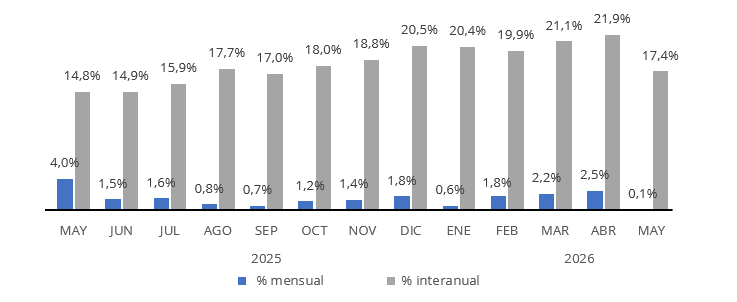 14,8% 14,9% 15,9% 17,7% 17,0% 18,0% 18,8% 20,5% 20,4% 19,9% 21,1% 21,9% 17,4%
4,0% 1,5% 1,6% 0,8% 0,7% 1,2% 1,4% 1,8% 0,6% 1,8% 2,2% 2,5% 0,1%
MAY JUN JUL AGO SEP OCT NOV DIC ENE FEB MAR ABR MAY
2025 2026
% mensual % interanual